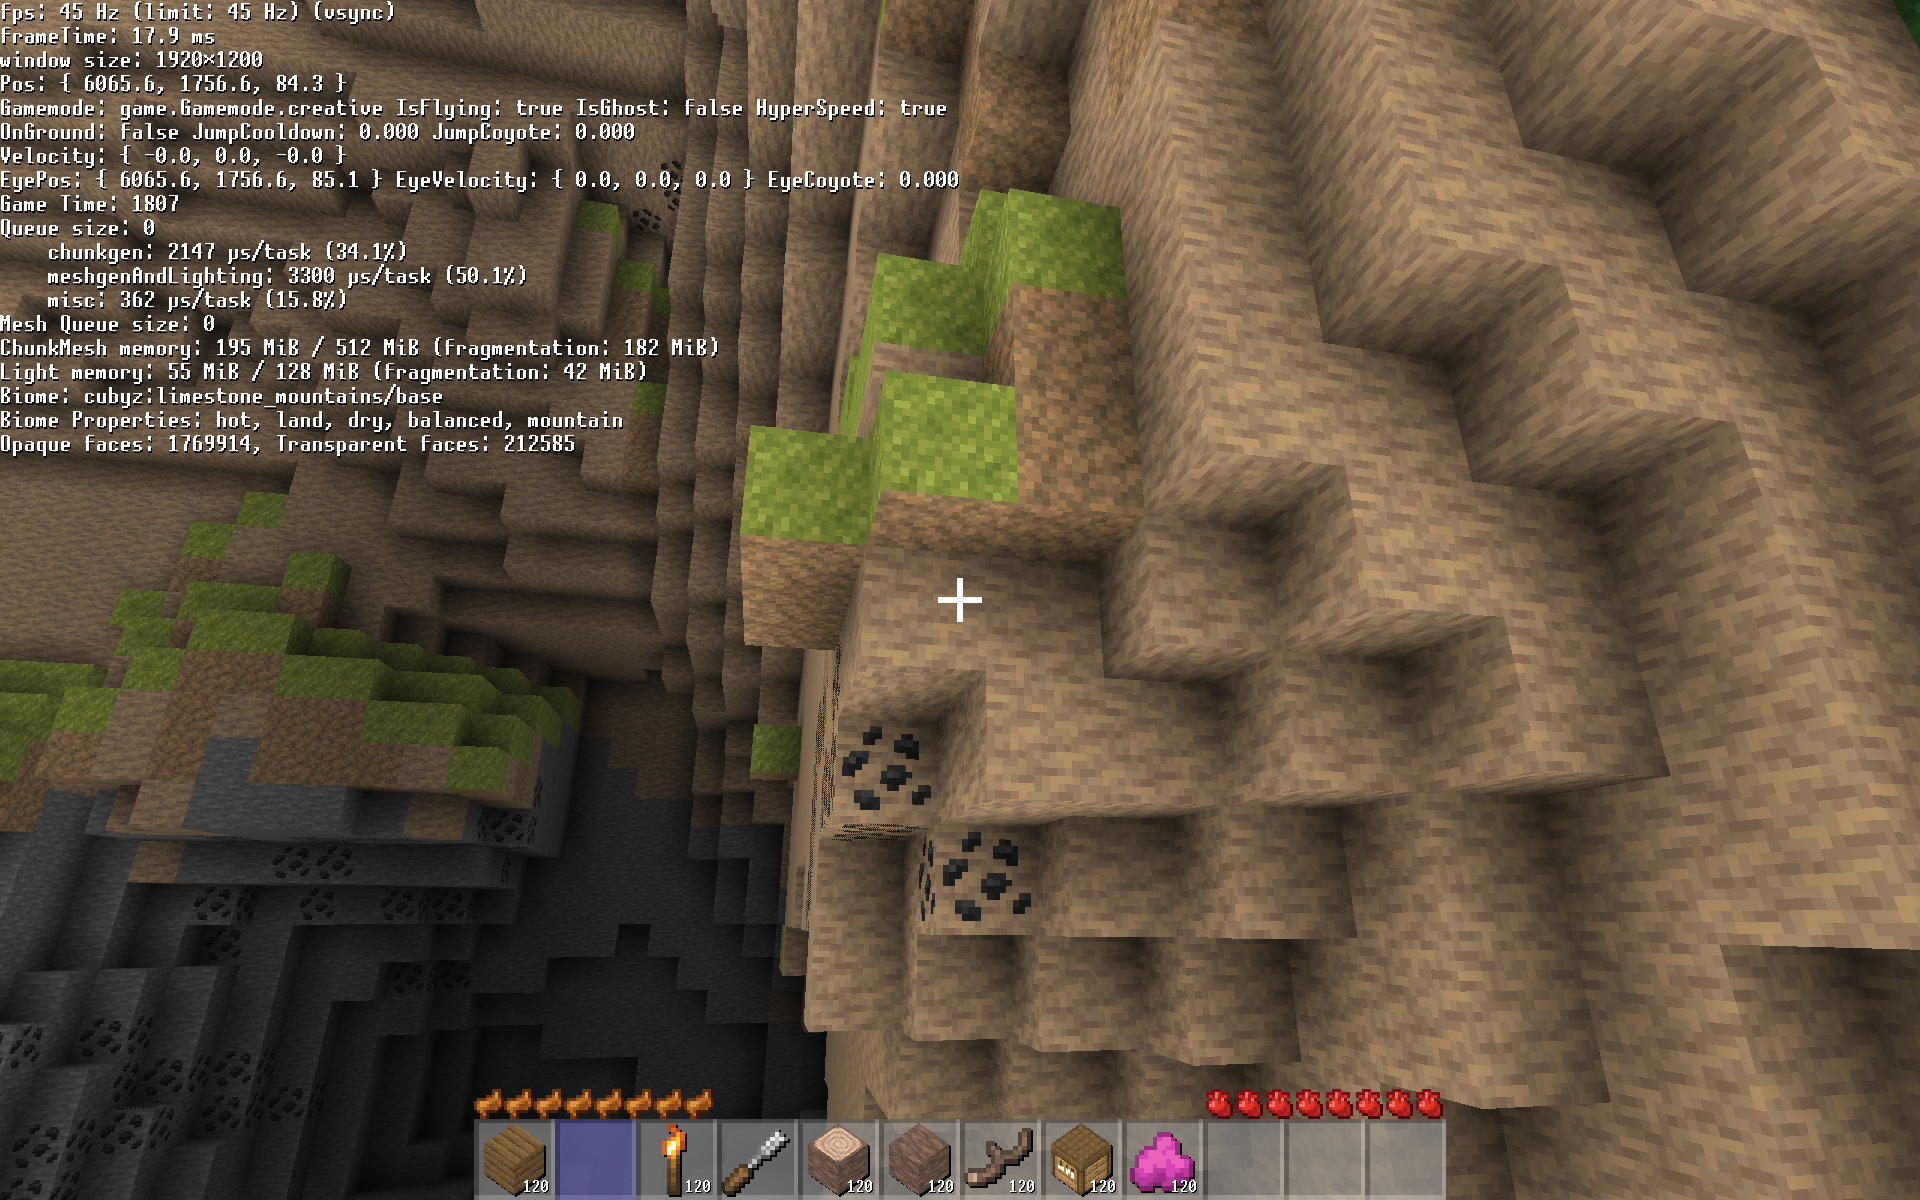 Fps: 45 Hz (limit: 45 Hz) (vsync)
frameTime: 17.9 ms
window size: 1920×1200
Pos: { 6065.6, 1756.6, 84.3 }
Gamemode: game.Gamemode.creative IsFlying: true IsGhost: false HyperSpeed: true
OnGround: false JumpCooldown: 0.000 JumpCoyote: 0.000
Velocity: { -0.0, 0.0, -0.0 }
EyePos: { 6065.6, 1756.6, 85.1 } EyeVelocity: { 0.0, 0.0, 0.0 } EyeCoyote: 0.000
Game Time: 1807
Queue size: 0
chunkgen: 2147 µs/task (34.1%)
meshgenAndLighting: 3300 µs/task (50.1%)
misc: 362 µs/task (15.8%)
Mesh Queue size: 0
ChunkMesh memory: 195 MiB / 512 MiB (fragmentation: 182 MiB)
Light memory: 55 MiB / 128 MiB (fragmentation: 42 MiB)
Biome: cubyz:limestone_mountains/base
Biome Properties: hot, land, dry, balanced, mountain
Opaque faces: 1769914, Transparent faces: 212585
120 120 120 120 120 120 120